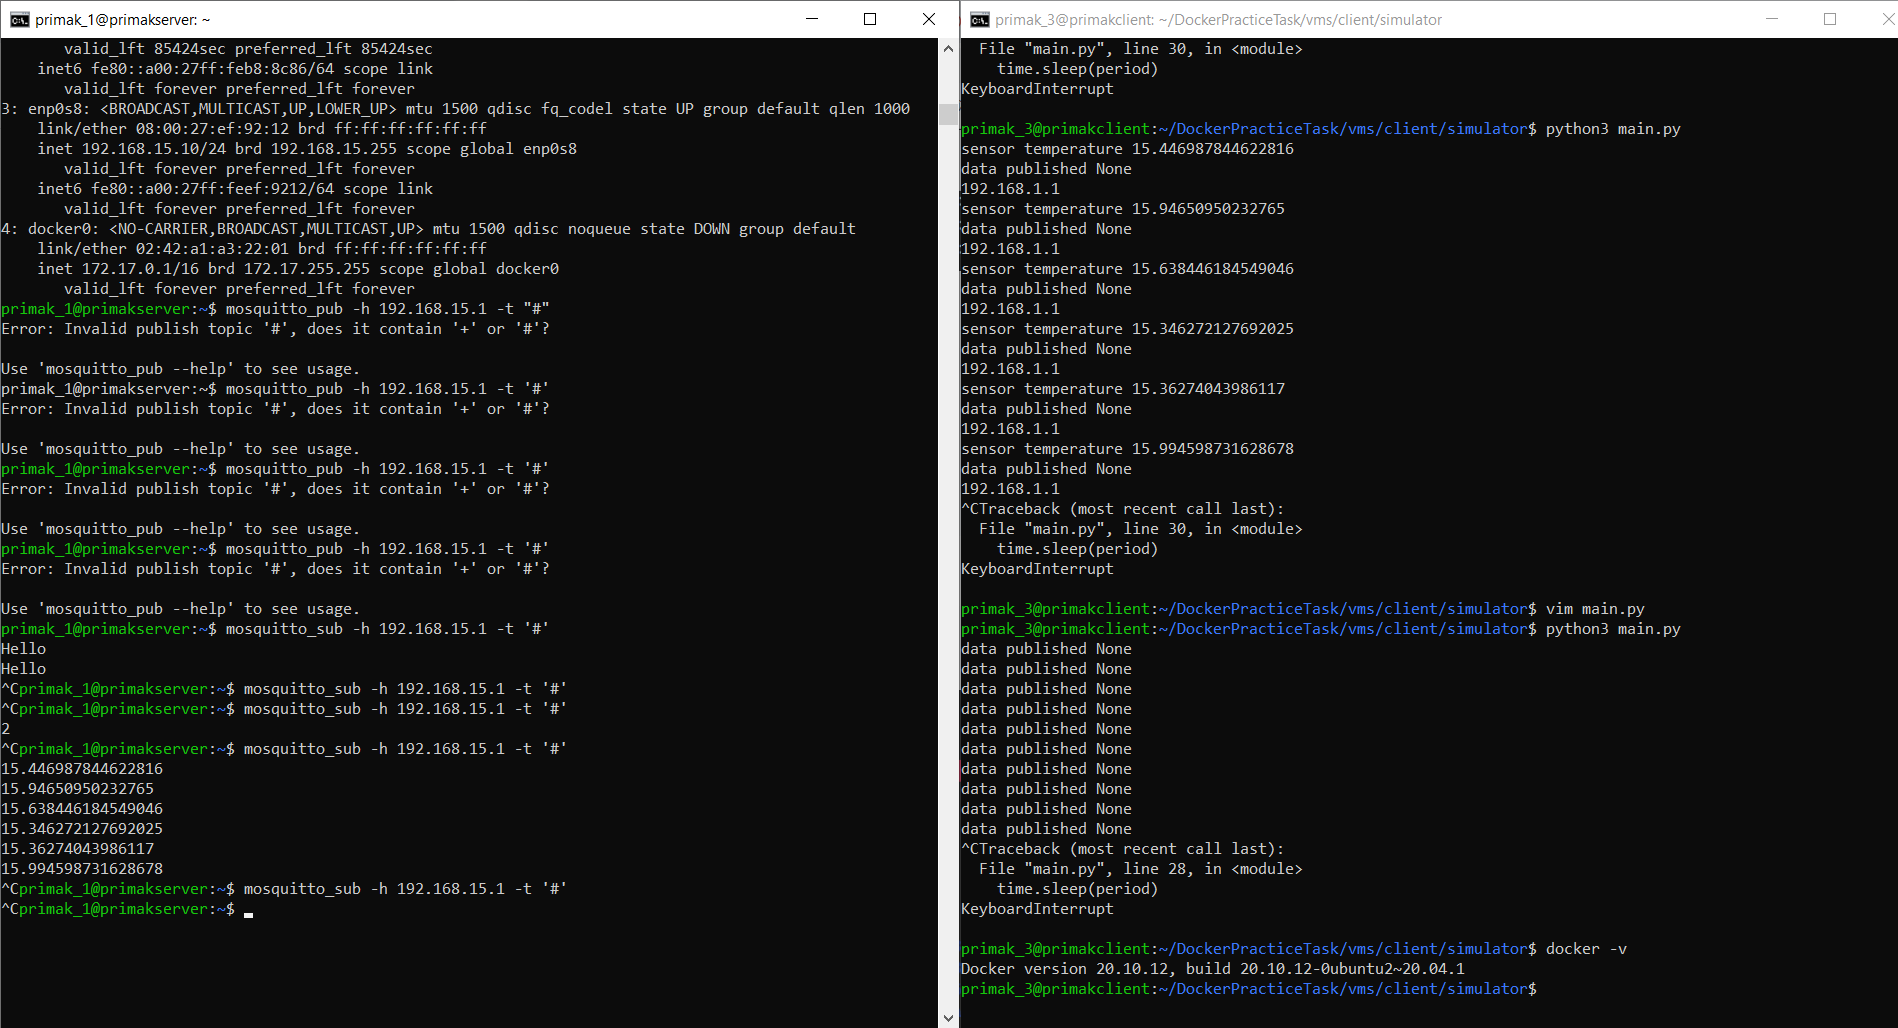 primak_1@primakserver: ~
       valid_lft 85424sec preferred_lft 85424sec
    inet6 fe80::a00:27ff:feb8:8c86/64 scope link
       valid_lft forever preferred_lft forever
3: enp0s8: <BROADCAST,MULTICAST,UP,LOWER_UP> mtu 1500 qdisc fq_codel state UP group default qlen 1000
    link/ether 08:00:27:ef:92:12 brd ff:ff:ff:ff:ff:ff
    inet 192.168.15.10/24 brd 192.168.15.255 scope global enp0s8
       valid_lft forever preferred_lft forever
    inet6 fe80::a00:27ff:feef:9212/64 scope link
       valid_lft forever preferred_lft forever
4: docker0: <NO-CARRIER,BROADCAST,MULTICAST,UP> mtu 1500 qdisc noqueue state DOWN group default
    link/ether 02:42:a1:a3:22:01 brd ff:ff:ff:ff:ff:ff
    inet 172.17.0.1/16 brd 172.17.255.255 scope global docker0
       valid_lft forever preferred_lft forever
primak_1@primakserver:~$ mosquitto_pub -h 192.168.15.1 -t "#"
Error: Invalid publish topic '#', does it contain '+' or '#'?
Use 'mosquitto_pub --help' to see usage.
primak_1@primakserver:~$ mosquitto_pub -h 192.168.15.1 -t '#'
Error: Invalid publish topic '#', does it contain '+' or '#'?
Use 'mosquitto_pub --help' to see usage.
primak_1@primakserver:~$ mosquitto_pub -h 192.168.15.1 -t '#'
Error: Invalid publish topic '#', does it contain '+' or '#'?
Use 'mosquitto_pub --help' to see usage.
primak_1@primakserver:~$ mosquitto_pub -h 192.168.15.1 -t '#'
Error: Invalid publish topic '#', does it contain '+' or '#'?
Use 'mosquitto_pub --help' to see usage.
primak_1@primakserver:~$ mosquitto_sub -h 192.168.15.1 -t '#'
Hello
Hello
^Cprimak_1@primakserver:~$ mosquitto_sub -h 192.168.15.1 -t '#'
^Cprimak_1@primakserver:~$ mosquitto_sub -h 192.168.15.1 -t '#'
2
^Cprimak_1@primakserver:~$ mosquitto_sub -h 192.168.15.1 -t '#'
15.446987844622816
15.94650950232765
15.638446184549046
15.346272127692025
15.36274043986117
15.994598731628678
^Cprimak_1@primakserver:~$ mosquitto_sub -h 192.168.15.1 -t '#'
^Cprimak_1@primakserver:~$
primak_3@primakclient: ~/DockerPracticeTask/vms/client/simulator
  File "main.py", line 30, in <module>
    time.sleep(period)
KeyboardInterrupt
primak_3@primakclient:~/DockerPracticeTask/vms/client/simulator$ python3 main.py
sensor temperature 15.446987844622816
data published None
192.168.1.1
sensor temperature 15.94650950232765
data published None
192.168.1.1
sensor temperature 15.638446184549046
data published None
192.168.1.1
sensor temperature 15.346272127692025
data published None
192.168.1.1
sensor temperature 15.36274043986117
data published None
192.168.1.1
sensor temperature 15.994598731628678
data published None
192.168.1.1
^CTraceback (most recent call last):
  File "main.py", line 30, in <module>
    time.sleep(period)
KeyboardInterrupt
primak_3@primakclient:~/DockerPracticeTask/vms/client/simulator$ vim main.py
primak_3@primakclient:~/DockerPracticeTask/vms/client/simulator$ python3 main.py
data published None
data published None
data published None
data published None
data published None
data published None
data published None
data published None
data published None
data published None
^CTraceback (most recent call last):
  File "main.py", line 28, in <module>
    time.sleep(period)
KeyboardInterrupt
primak_3@primakclient:~/DockerPracticeTask/vms/client/simulator$ docker -v
Docker version 20.10.12, build 20.10.12-0ubuntu2~20.04.1
primak_3@primakclient:~/DockerPracticeTask/vms/client/simulator$